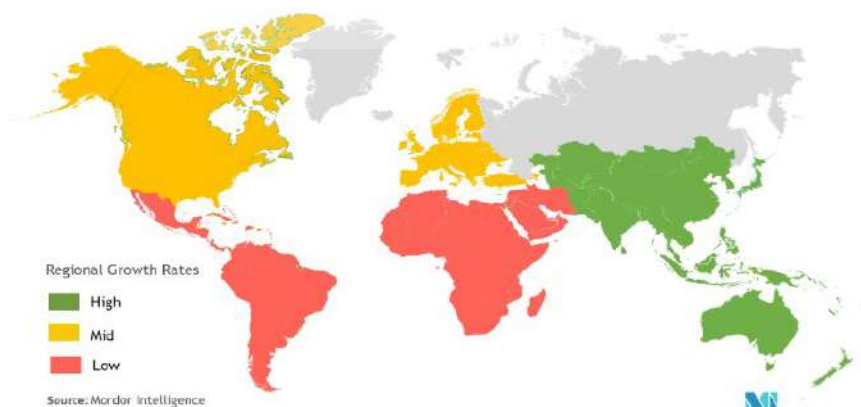 Regional Growth Rates
High
Mid
Low
Source: Mordor Intelligence